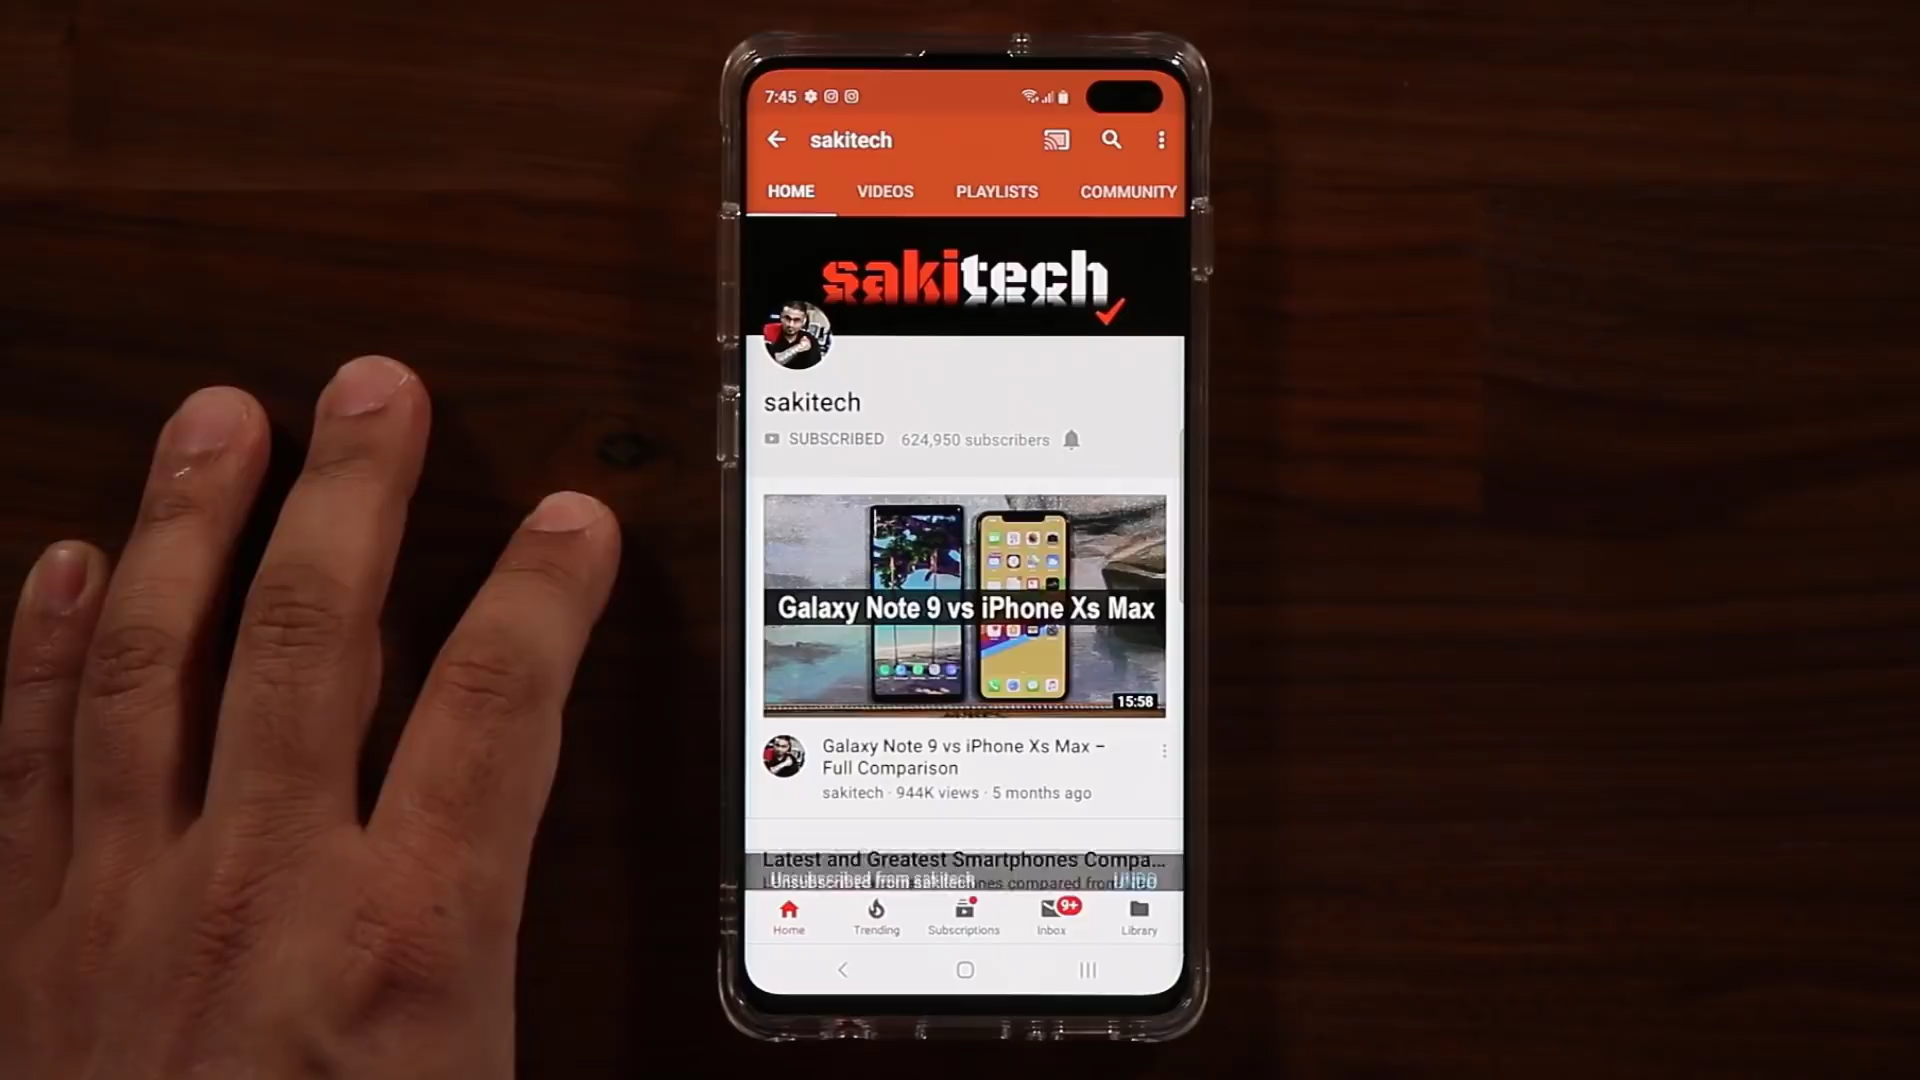 7:45
sakitech
HOME VIDEOS PLAYLISTS COMMUNITY
sakitech
sakitech
SUBSCRIBED 624,950 subscribers
Galaxy Note 9 vs iPhone Xs Max
15:58
Galaxy Note 9 vs iPhone Xs Max –
Full Comparison
sakitech · 944K views · 5 months ago
Latest and Greatest Smartphones Compa...
Unsubscribed from sakitech UNDO
compared from
9+
Home Trending Subscriptions Inbox Library